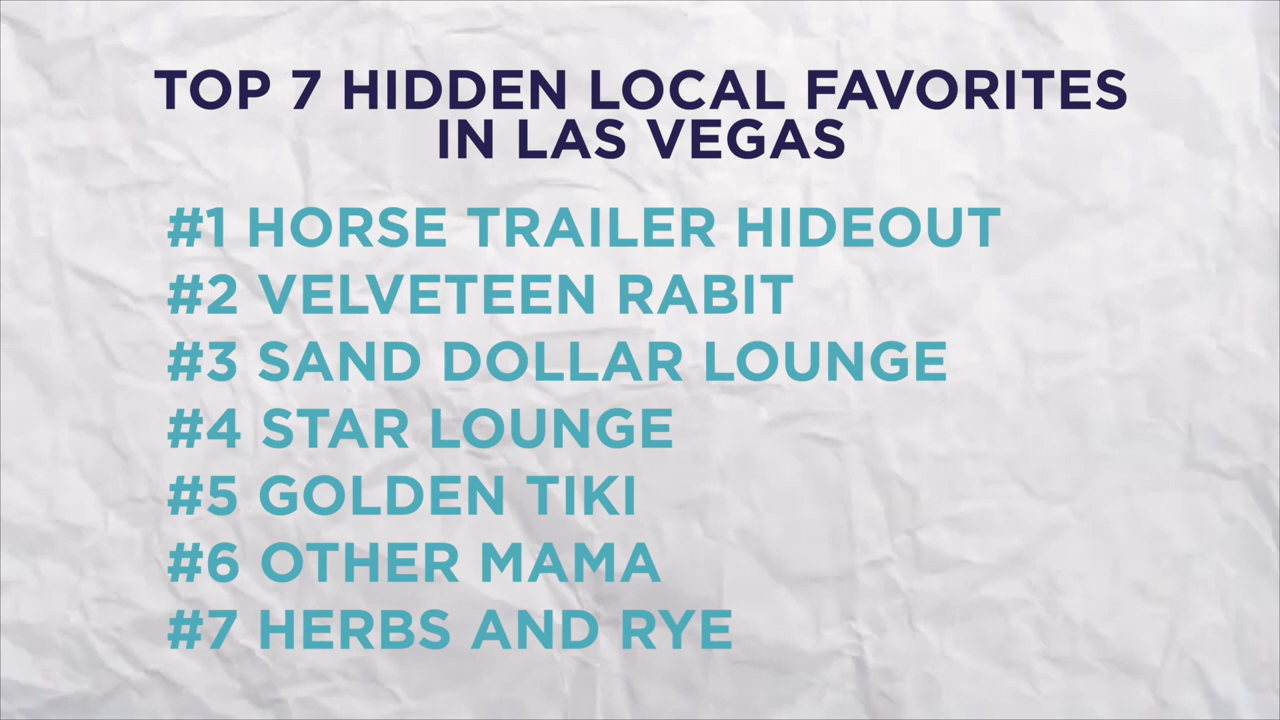 TOP 7 HIDDEN LOCAL FAVORITES
IN LAS VEGAS
#1 HORSE TRAILER HIDEOUT
#2 VELVETEEN RABIT
#3 SAND DOLLAR LOUNGE
#4 STAR LOUNGE
#5 GOLDEN TIKI
#6 OTHER MAMA
#7 HERBS AND RYE